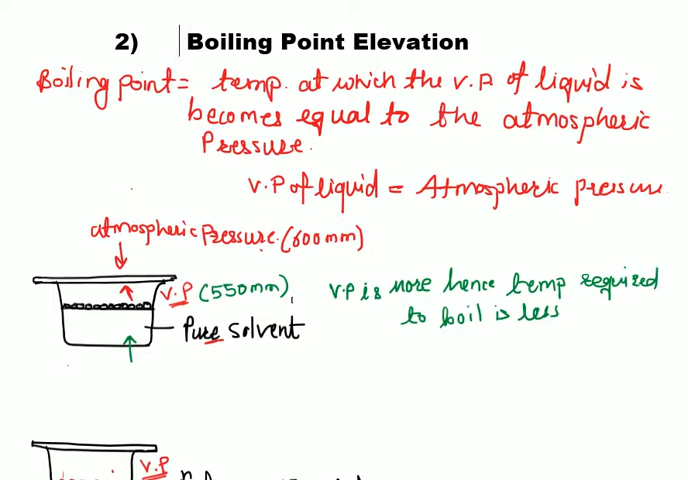 2) Boiling Point Elevation
Boiling point = temp. at which the V.P of liquid is
becomes equal to the atmospheric
Pressure.
V.P of liquid = Atmospheric pressure
atmospheric Pressure. (600mm)
V.P (550mm), V.P is more hence temp required
to boil is less
Pure solvent
V.P